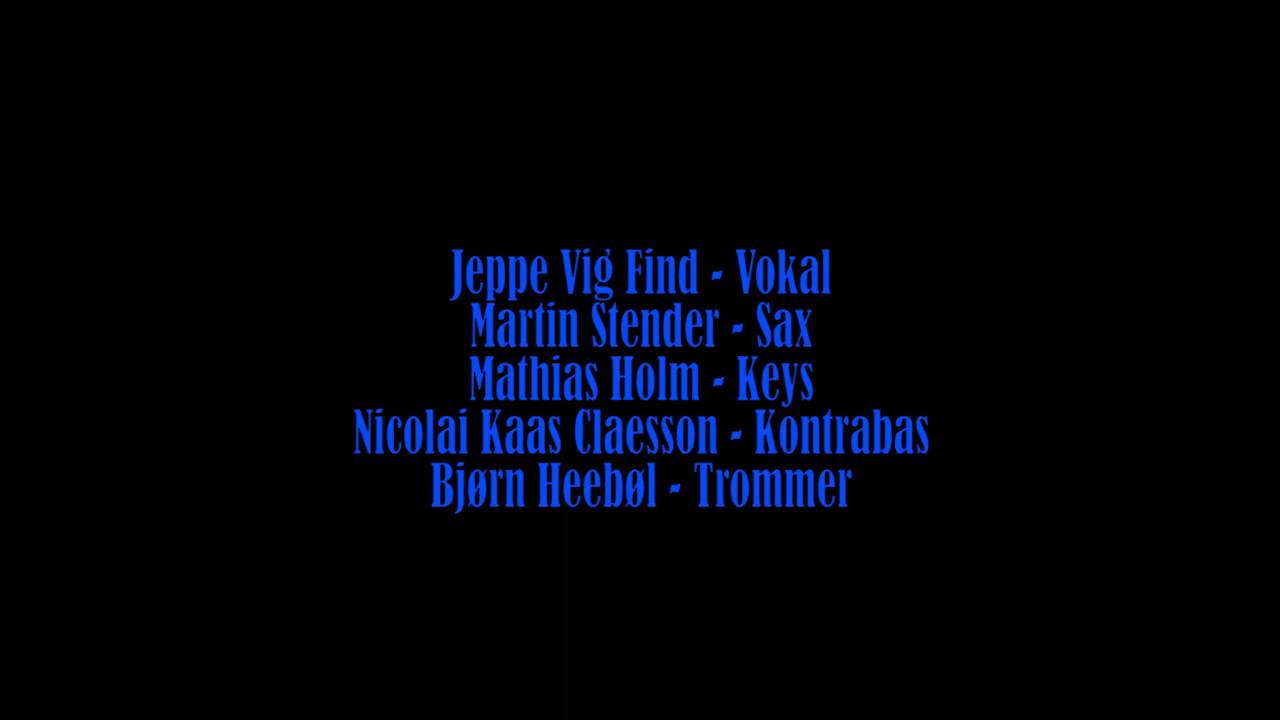 Jeppe Vig Find - Vokal
Martin Stender - Sax
Mathias Holm - Keys
Nicolai Kaas Claesson - Kontrabas
Bjørn Heebøl - Trommer